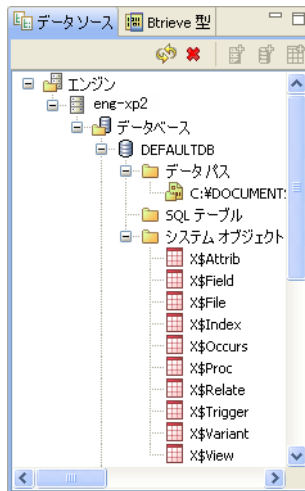 データソース Btrieve 型
エンジン
eng-xp2
データベース
DEFAULTDB
データ パス
C:¥DOCUMENT
SQL テーブル
システム オブジェクト
X$Attrib
X$Field
X$File
X$Index
X$Occurs
X$Proc
X$Relate
X$Trigger
X$Variant
X$View